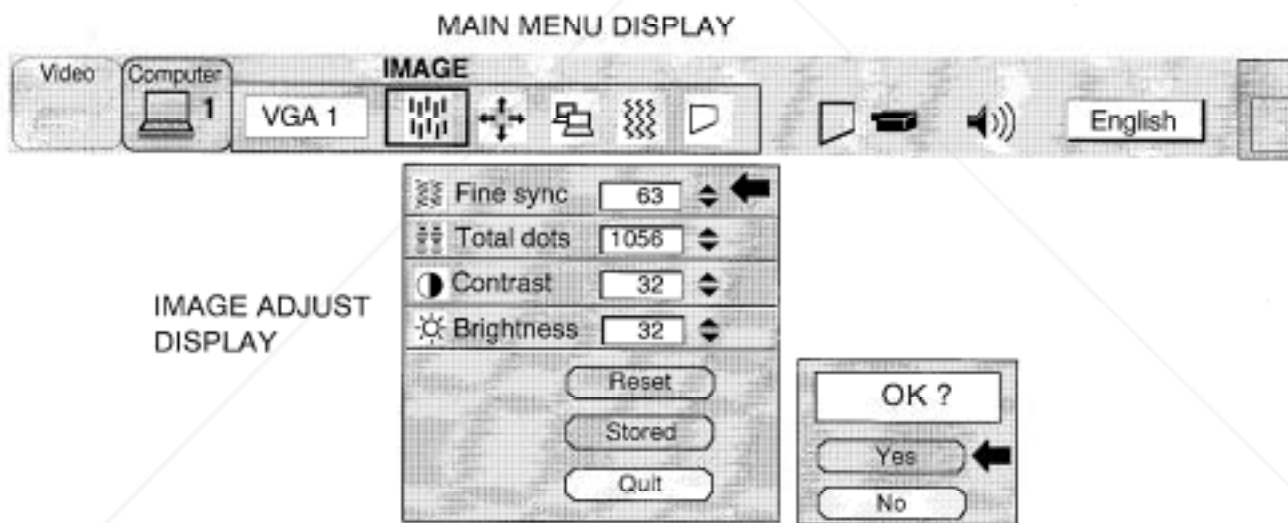 MAIN MENU DISPLAY
Video
Computer
1
VGA 1
IMAGE
English
Fine sync 63
Total dots 1056
Contrast 32
Brightness 32
IMAGE ADJUST
DISPLAY
Reset
Stored
Quit
OK ?
Yes
No